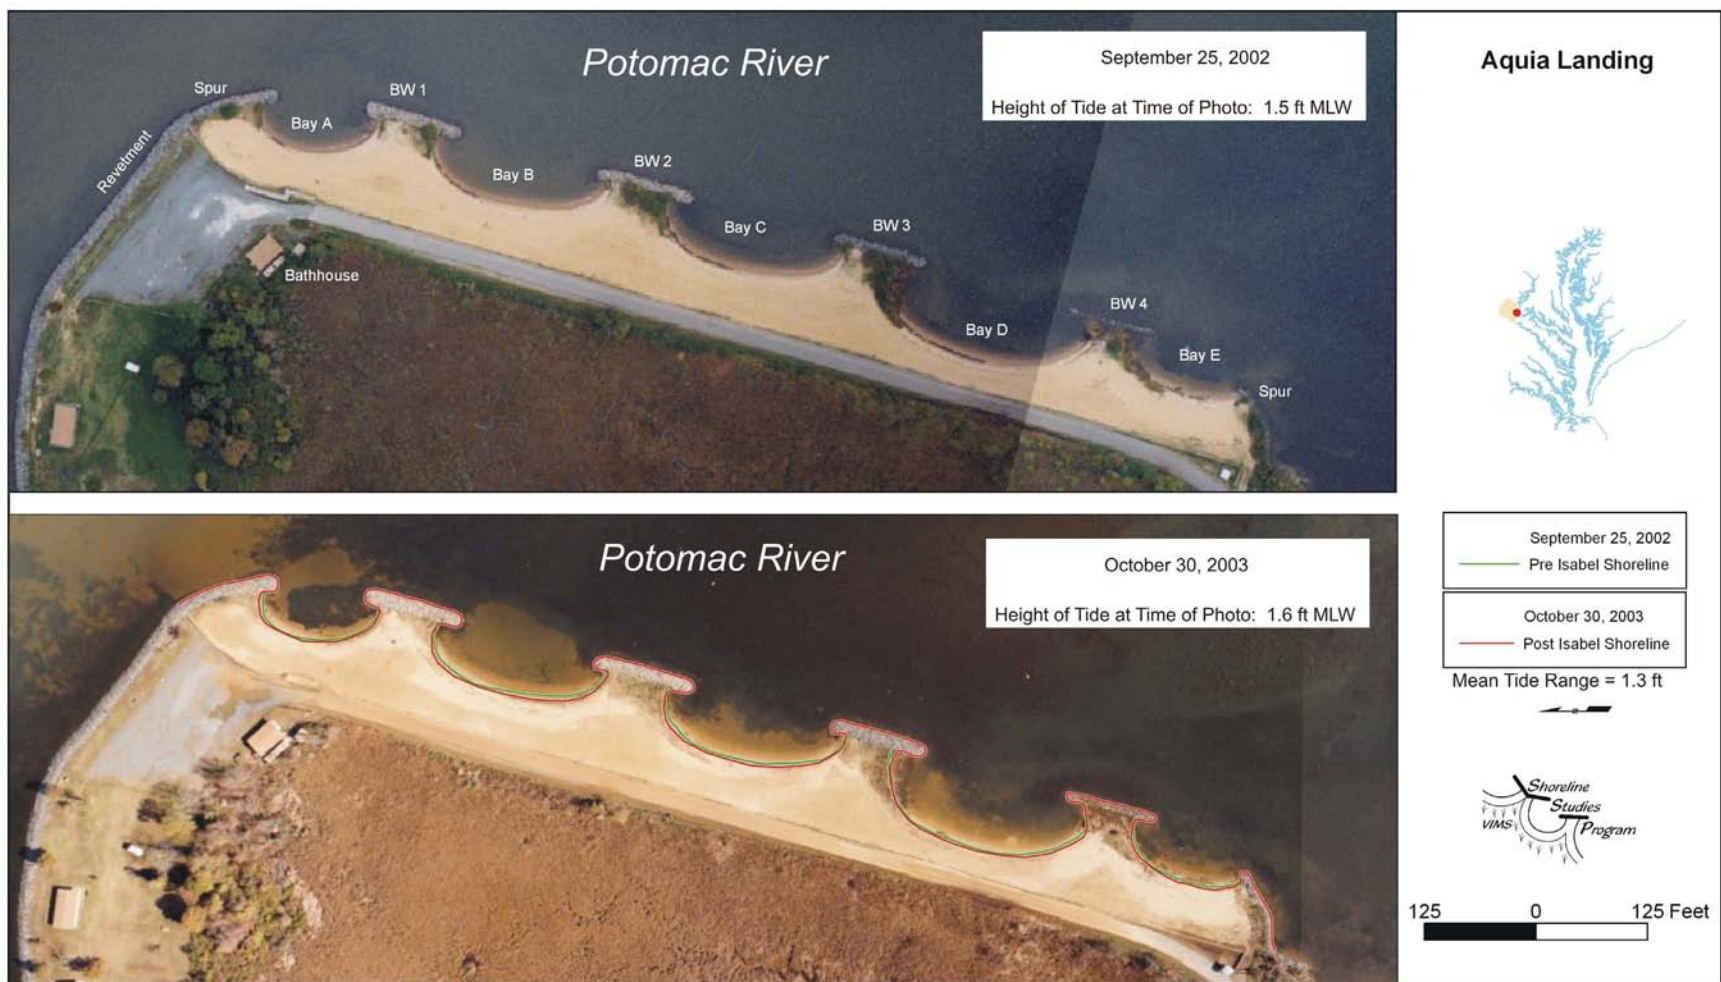 Potomac River
September 25, 2002
Height of Tide at Time of Photo: 1.5 ft MLW
Spur
BW 1
Bay A
Revetment
BW 2
Bay B
Bay C
BW 3
Bathhouse
BW 4
Bay D
Bay E
Spur
Aquia Landing
Potomac River
October 30, 2003
Height of Tide at Time of Photo: 1.6 ft MLW
September 25, 2002
Pre Isabel Shoreline
October 30, 2003
Post Isabel Shoreline
Mean Tide Range = 1.3 ft
Shoreline
Studies
VIMS
Program
125 0 125 Feet